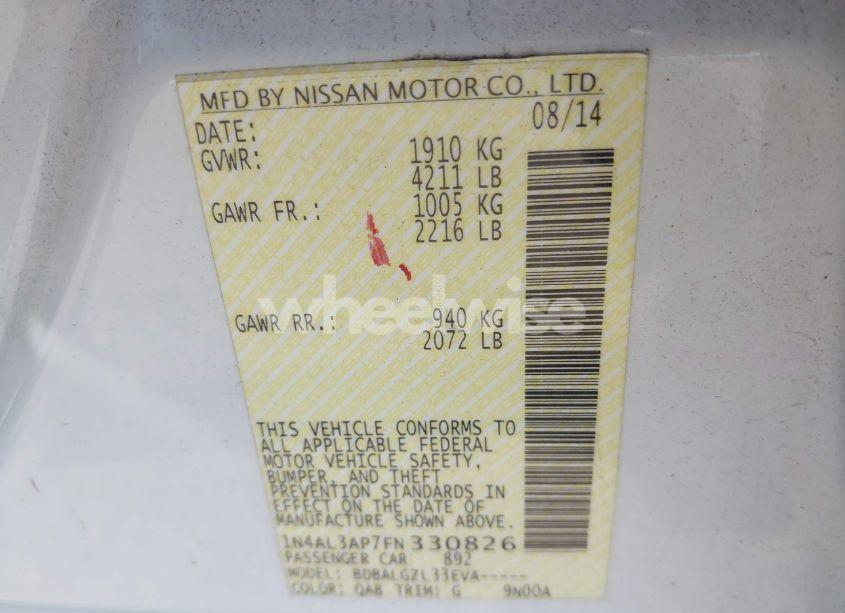 MFD BY NISSAN MOTOR CO., LTD.
DATE: 08/14
GVWR: 1910 KG
4211 LB
GAWR FR.: 1005 KG
2216 LB
wheelwise
GAWR RR.: 940 KG
2072 LB
THIS VEHICLE CONFORMS TO
ALL APPLICABLE FEDERAL
MOTOR VEHICLE SAFETY,
BUMPER, AND THEFT
PREVENTION STANDARDS IN
EFFECT ON THE DATE OF
MANUFACTURE SHOWN ABOVE.
1N4AL3AP7FN 330826
PASSENGER CAR 892
MODEL: BDBALGZL33EVA-----
COLOR: QAB TRIM: G 9N00A